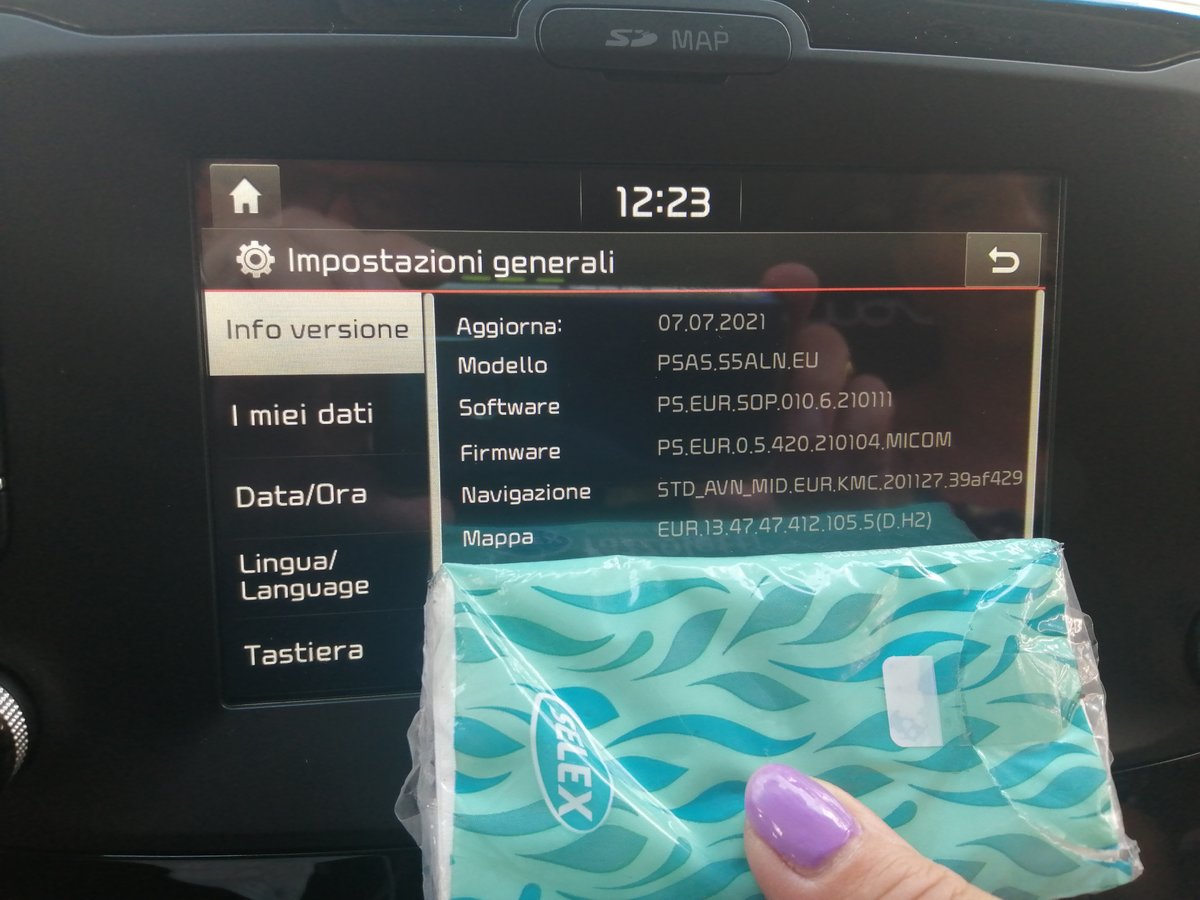 SD MAP
12:23
Impostazioni generali
Info versione
I miei dati
Data/Ora
Lingua/
Language
Tastiera
Aggiorna: 07.07.2021
Modello PSA5.S5ALN.EU
Software PS.EUR.SOP.010.6.210111
Firmware PS.EUR.0.5.420.210104.MICOM
Navigazione STD_AVN_MID.EUR.KMC.201127.39af429
Mappa EUR.13.47.47.412.105.5(D.H2)
SELEX